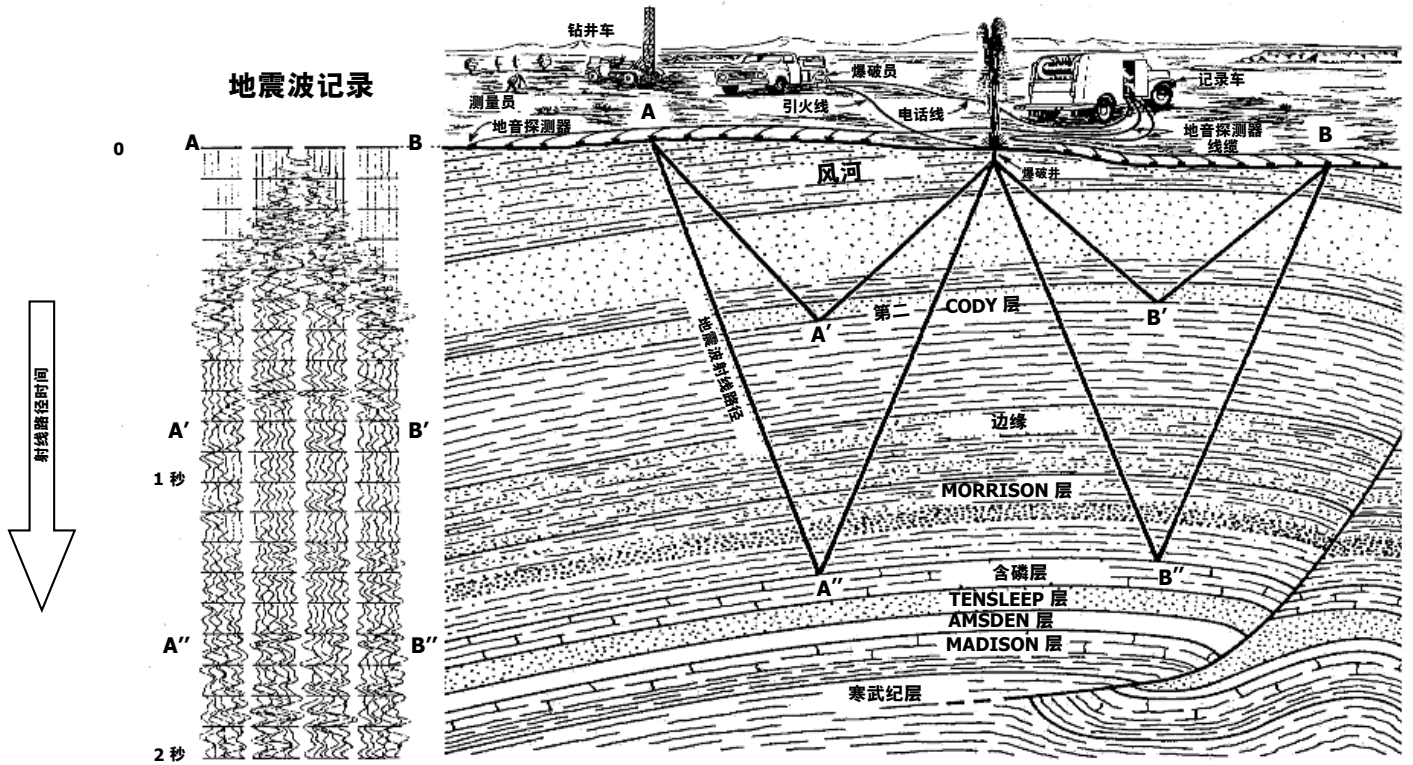 地震波记录
A
B
0
A′
B′
1 秒
A″
B″
2 秒
射线路径时间
钻井车
测量员
地音探测器
A
引火线
爆破员
电话线
记录车
地音探测器
线缆
B
爆破井
风河
第二
CODY 层
A′
B′
地震波射线路径
边缘
MORRISON 层
A″
B″
含磷层
TENSLEEP 层
AMSDEN 层
MADISON 层
寒武纪层